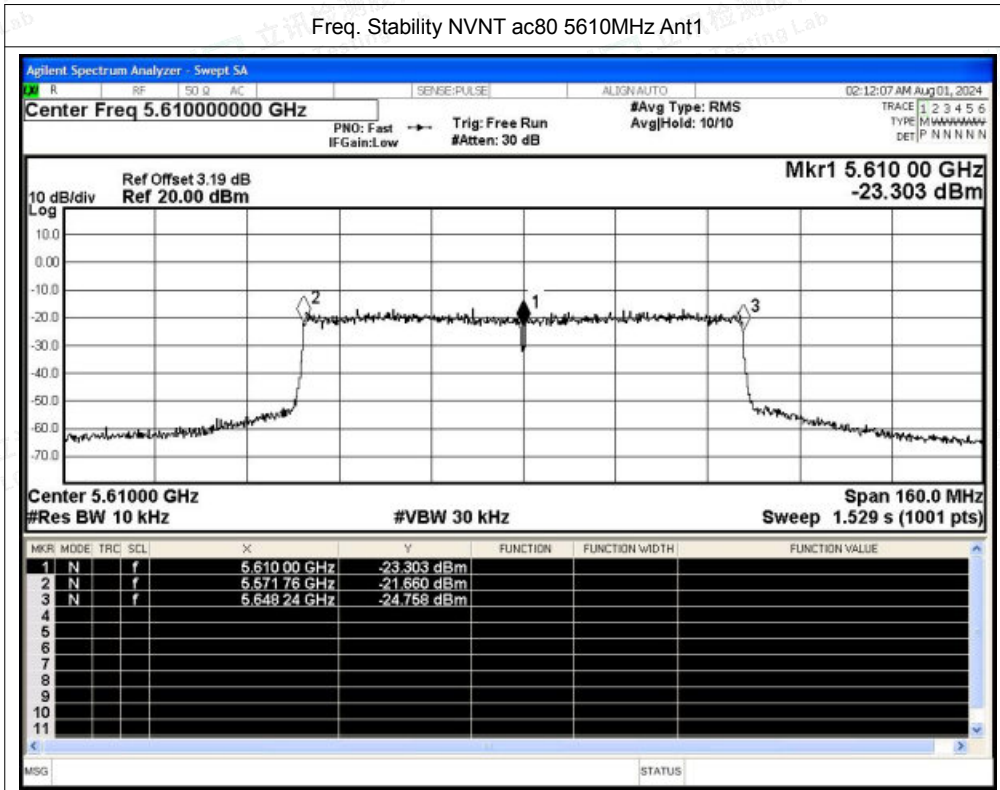 Freq. Stability NVNT ac80 5610MHz Ant1
Agilent Spectrum Analyzer - Swept SA
R RF 50 Ω AC SENSE:PULSE ALIGN AUTO 02:12:07 AM Aug 01, 2024
Center Freq 5.610000000 GHz #Avg Type: RMS TRACE 1 2 3 4 5 6
PNO: Fast Trig: Free Run Avg|Hold: 10/10 TYPE M
IFGain:Low #Atten: 30 dB DET P N N N N N
Mkr1 5.610 00 GHz
-23.303 dBm
Ref Offset 3.19 dB
10 dB/div Ref 20.00 dBm
Log
10.0
0.00
-10.0
-20.0
-30.0
-40.0
-50.0
-60.0
-70.0
2
1
3
Center 5.61000 GHz Span 160.0 MHz
#Res BW 10 kHz #VBW 30 kHz Sweep 1.529 s (1001 pts)
MKR MODE TRC SCL X Y FUNCTION FUNCTION WIDTH FUNCTION VALUE
1 N f 5.610 00 GHz -23.303 dBm
2 N f 5.571 76 GHz -21.660 dBm
3 N f 5.648 24 GHz -24.758 dBm
4
5
6
7
8
9
10
11
MSG STATUS